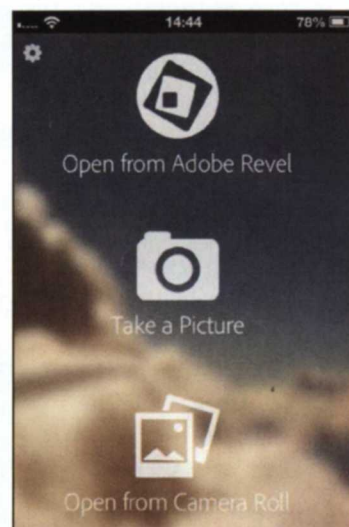 14:44 78%
Open from Adobe Revel
Take a Picture
Open from Camera Roll